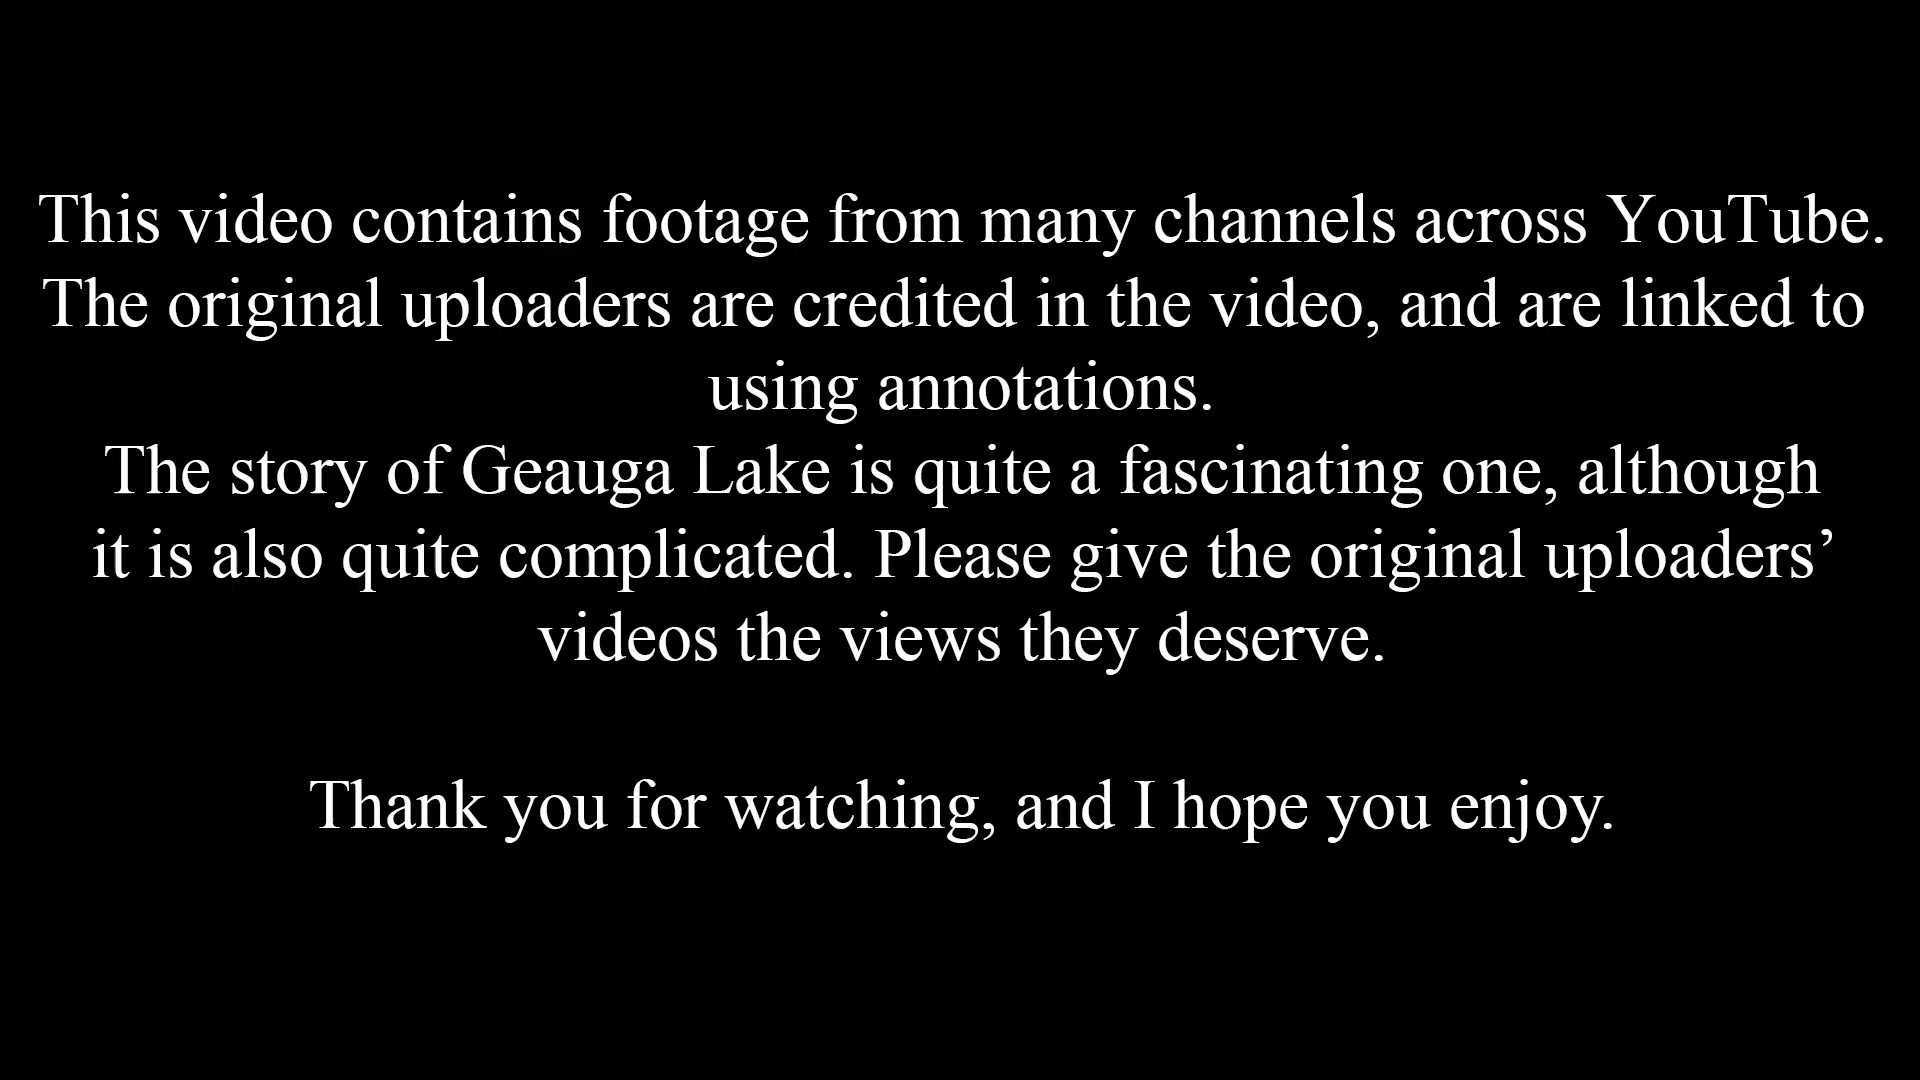 This video contains footage from many channels across YouTube.
The original uploaders are credited in the video, and are linked to
using annotations.
The story of Geauga Lake is quite a fascinating one, although
it is also quite complicated. Please give the original uploaders’
videos the views they deserve.
Thank you for watching, and I hope you enjoy.